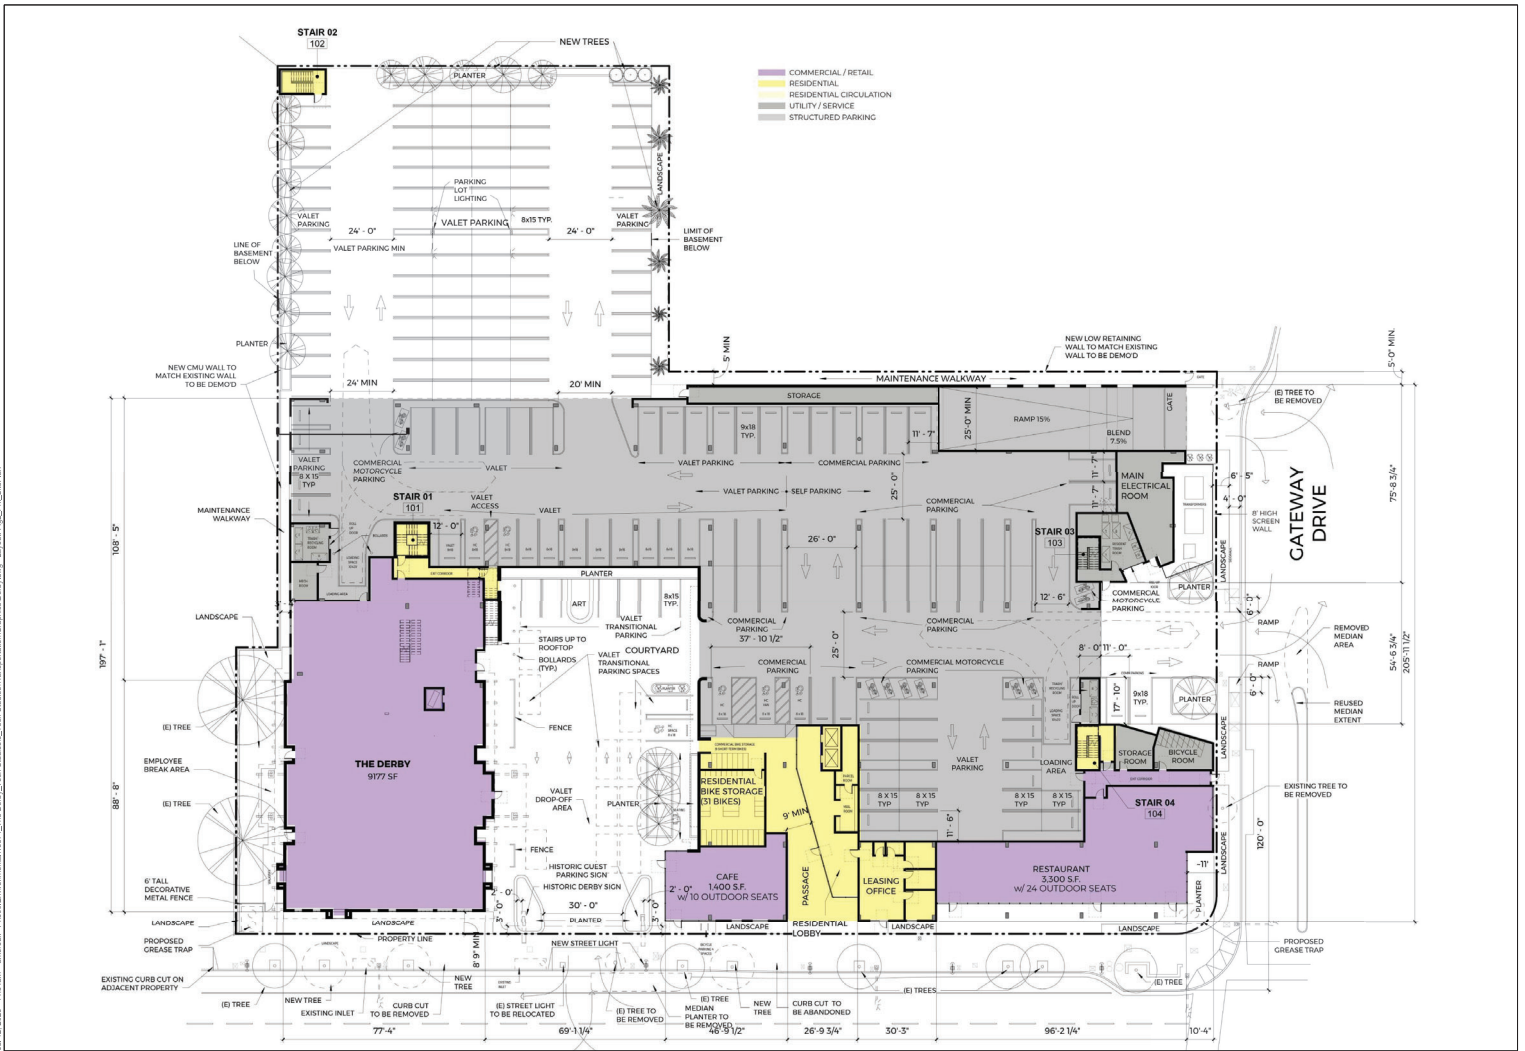 STAIR 02
102
NEW TREES
PLANTER
COMMERCIAL / RETAIL
RESIDENTIAL
RESIDENTIAL CIRCULATION
UTILITY / SERVICE
STRUCTURED PARKING
LANDSCAPE
PARKING
LOT
LIGHTING
VALET
PARKING
VALET PARKING
8x15 TYP.
VALET
PARKING
24' - 0"
24' - 0"
VALET PARKING MIN
LINE OF
BASEMENT
BELOW
LIMIT OF
BASEMENT
BELOW
PLANTER
NEW CMU WALL TO
MATCH EXISTING WALL
TO BE DEMO'D
24' MIN
20' MIN
5' MIN
NEW LOW RETAINING
WALL TO MATCH EXISTING
WALL TO BE DEMO'D
MAINTENANCE WALKWAY
5'-0" MIN.
STORAGE
(E) TREE TO
BE REMOVED
GATE
9x18
TYP.
11' - 7"
25'-0" MIN
RAMP 15%
BLEND
7.5%
VALET
PARKING
8 X 15
TYP
COMMERCIAL
MOTORCYCLE
PARKING
VALET
VALET PARKING
COMMERCIAL PARKING
11' - 7"
MAIN
ELECTRICAL
ROOM
6' - 5"
4' - 0"
8' HIGH
SCREEN
WALL
GATEWAY
DRIVE
75'-8 3/4"
STAIR 01
101
VALET
ACCESS
VALET PARKING
SELF PARKING
25' - 0"
COMMERCIAL
PARKING
11' - 7"
MAINTENANCE
WALKWAY
VALET
12' - 0"
26' - 0"
STAIR 03
103
108' - 5"
LOADING AREA
PLANTER
ART
8x15
TYP.
VALET
TRANSITIONAL
PARKING
COMMERCIAL
PARKING
37' - 10 1/2"
25' - 0"
COMMERCIAL
PARKING
12' - 6"
COMMERCIAL
MOTORCYCLE
PARKING
PLANTER
LANDSCAPE
6'- 0"
RAMP
REMOVED
MEDIAN
AREA
LANDSCAPE
STAIRS UP TO
ROOFTOP
BOLLARDS
(TYP.)
VALET
TRANSITIONAL
PARKING SPACES
COURTYARD
197' - 1"
COMMERCIAL
PARKING
COMMERCIAL MOTORCYCLE
PARKING
8' - 0"
11' - 0"
RAMP
54'-6 3/4"
205'-11 1/2"
6'- 0"
17' - 10"
9x18
TYP.
PLANTER
REUSED
MEDIAN
EXTENT
(E) TREE
FENCE
LANDSCAPE
EMPLOYEE
BREAK AREA
THE DERBY
9177 SF
RESIDENTIAL
BIKE STORAGE
(31 BIKES)
VALET
PARKING
LOADING
AREA
STORAGE
ROOM
BICYCLE
ROOM
EXISTING TREE TO
BE REMOVED
88' - 8"
(E) TREE
VALET
DROP-OFF
AREA
PLANTER
9' MIN
8 X 15
TYP
8 X 15
TYP
8 X 15
TYP
8 X 15
TYP
11' - 6"
STAIR 04
104
120' - 0"
FENCE
HISTORIC GUEST
PARKING SIGN
HISTORIC DERBY SIGN
6' TALL
DECORATIVE
METAL FENCE
CAFE
1,400 S.F.
w/ 10 OUTDOOR SEATS
2' - 0"
PASSAGE
LEASING
OFFICE
RESTAURANT
3,300 S.F.
w/ 24 OUTDOOR SEATS
~11'
PLANTER
LANDSCAPE
2' - 0"
5'- 0"
30' - 0"
3'- 0"
LANDSCAPE
LANDSCAPE
PLANTER
LANDSCAPE
RESIDENTIAL
LOBBY
LANDSCAPE
LANDSCAPE
PROPOSED
GREASE TRAP
PROPERTY LINE
8' 9" MIN
NEW STREET LIGHT
PROPOSED
GREASE TRAP
EXISTING CURB CUT ON
ADJACENT PROPERTY
NEW
TREE
(E) TREE
(E) TREE
NEW TREE
EXISTING INLET
CURB CUT
TO BE REMOVED
(E) STREET LIGHT
TO BE RELOCATED
(E) TREE TO
BE REMOVED
(E) TREE
MEDIAN
PLANTER TO
BE REMOVED
NEW
TREE
CURB CUT TO
BE ABANDONED
(E) TREES
77'-4"
69'-1 1/4"
46'-9 1/2"
26'-9 3/4"
30'-3"
96'-2 1/4"
10'-4"